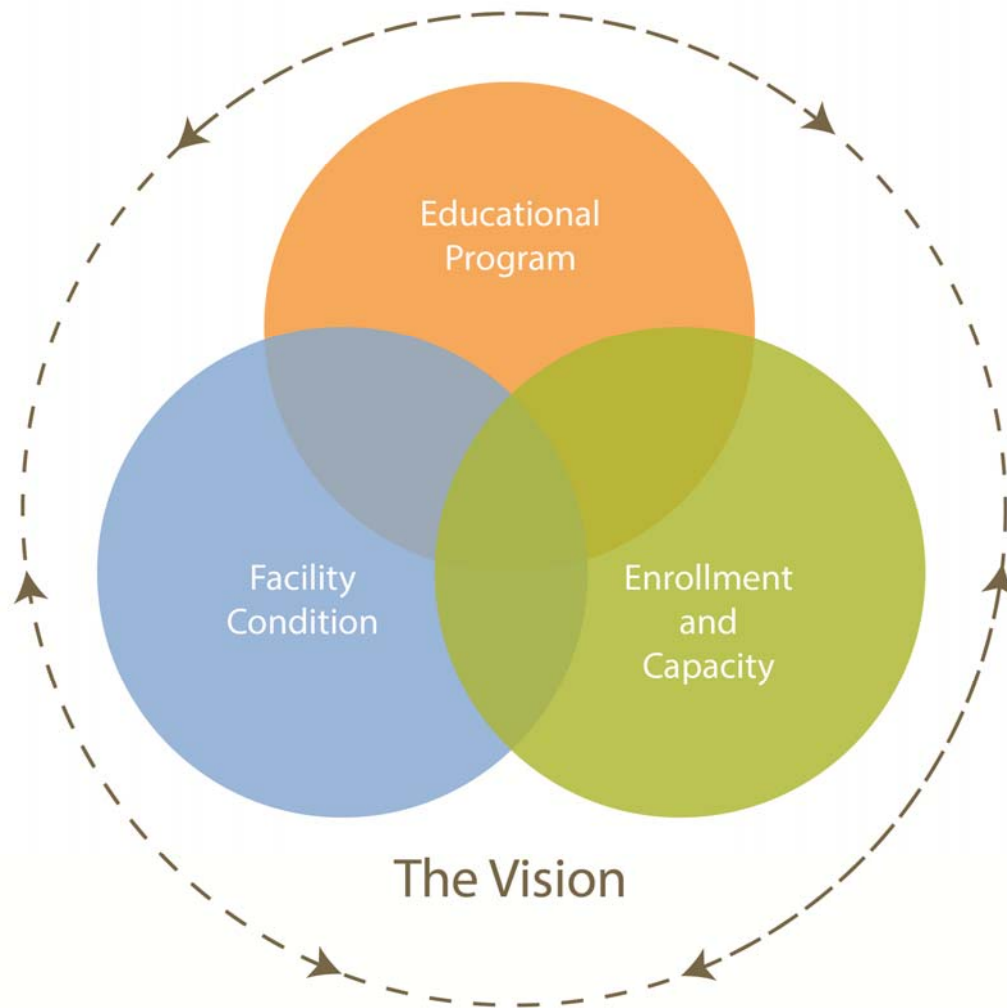 Educational
Program
Facility
Condition
Enrollment
and
Capacity
The Vision